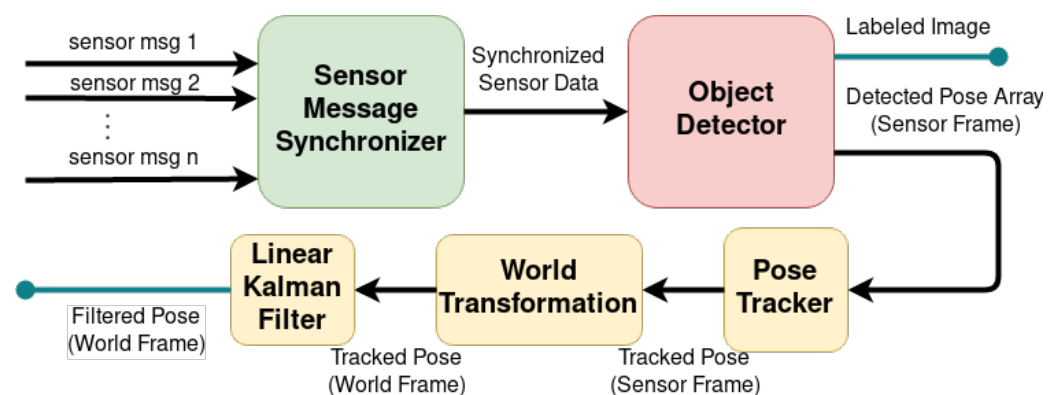 sensor msg 1
sensor msg 2
sensor msg n
Sensor
Message
Synchronizer
Synchronized
Sensor Data
Object
Detector
Labeled Image
Detected Pose Array
(Sensor Frame)
Pose
Tracker
Tracked Pose
(Sensor Frame)
World
Transformation
Tracked Pose
(World Frame)
Linear
Kalman
Filter
Filtered Pose
(World Frame)